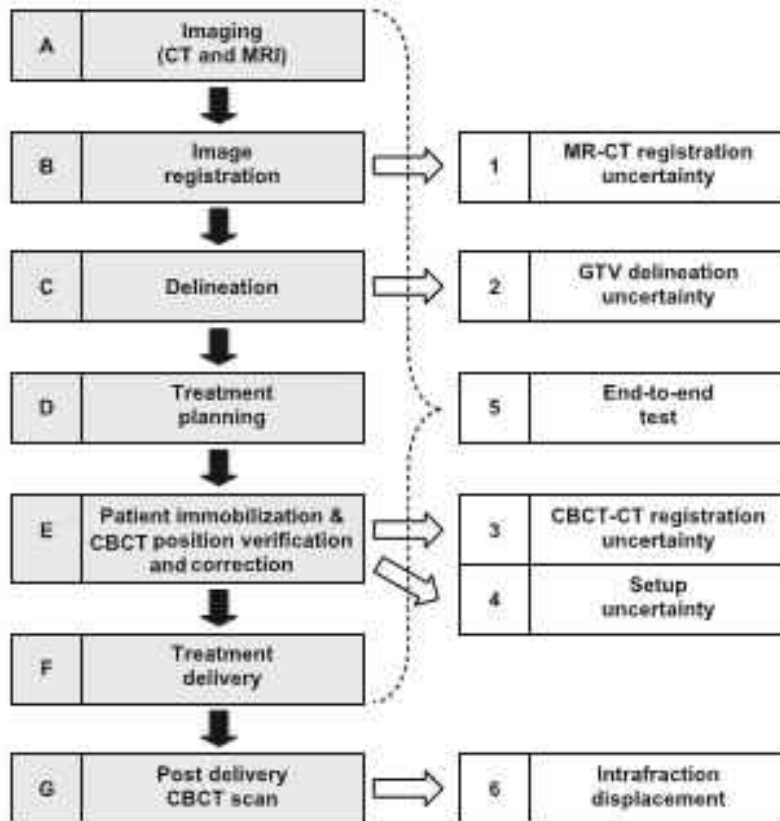 A
Imaging
(CT and MRI)
B
Image
registration
1
MR-CT registration
uncertainty
C
Delineation
2
GTV delineation
uncertainty
D
Treatment
planning
5
End-to-end
test
E
Patient immobilization &
CBCT position verification
and correction
3
CBCT-CT registration
uncertainty
4
Setup
uncertainty
F
Treatment
delivery
G
Post delivery
CBCT scan
6
Intrafraction
displacement